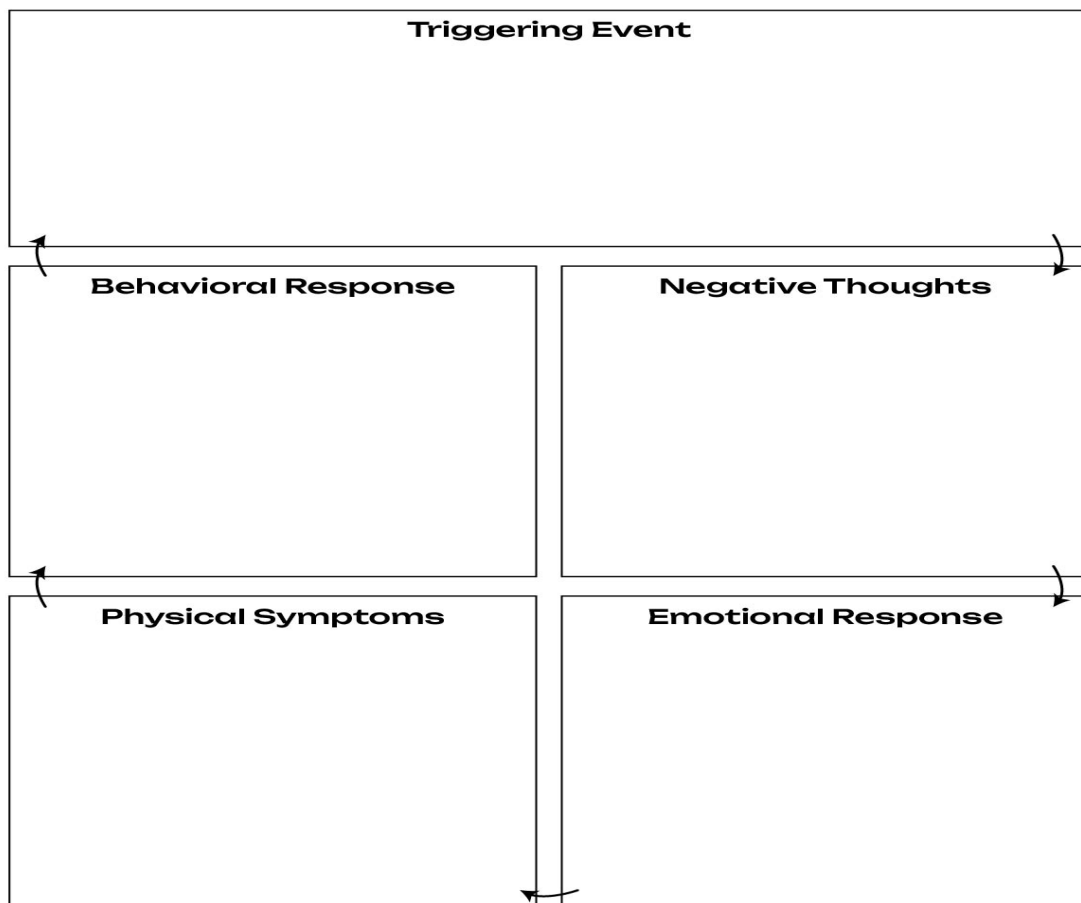 Triggering Event
Behavioral Response
Negative Thoughts
Physical Symptoms
Emotional Response